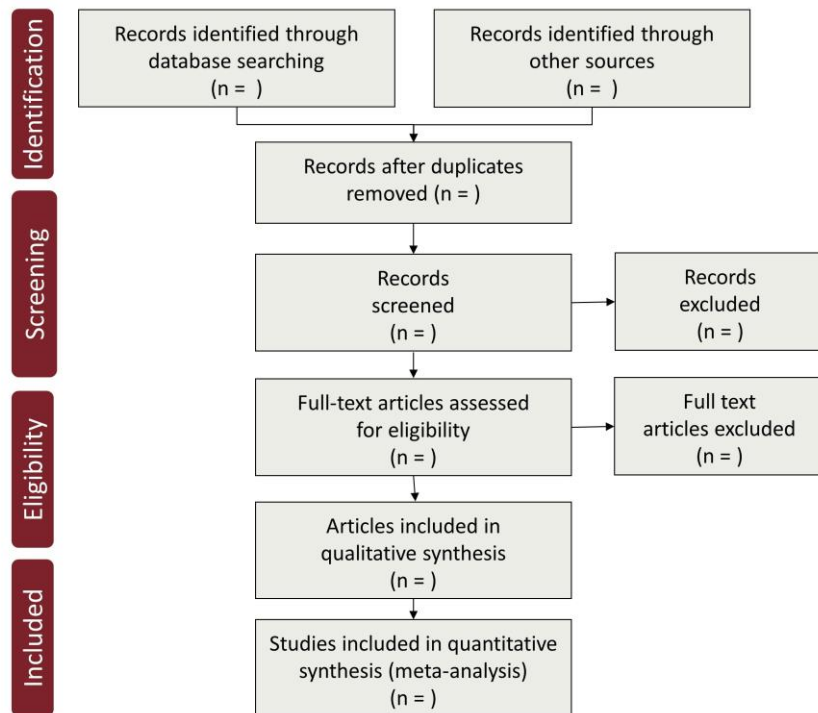 Identification
Records identified through
database searching
(n =  )
Records identified through
other sources
(n =  )
Records after duplicates
removed (n = )
Screening
Records
screened
(n = )
Records
excluded
(n = )
Eligibility
Full-text articles assessed
for eligibility
(n = )
Full text
articles excluded
(n = )
Articles included in
qualitative synthesis
(n = )
Included
Studies included in quantitative
synthesis (meta-analysis)
(n = )